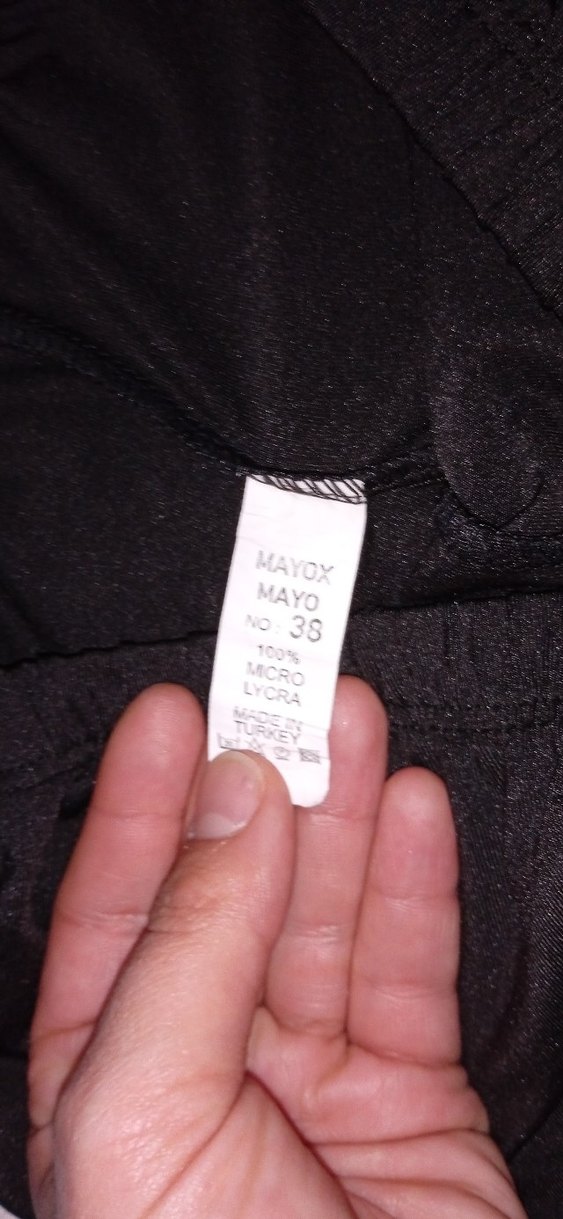 MAYOX
MAYO
NO : 38
100%
MICRO
LYCRA
MADE IN
TURKEY